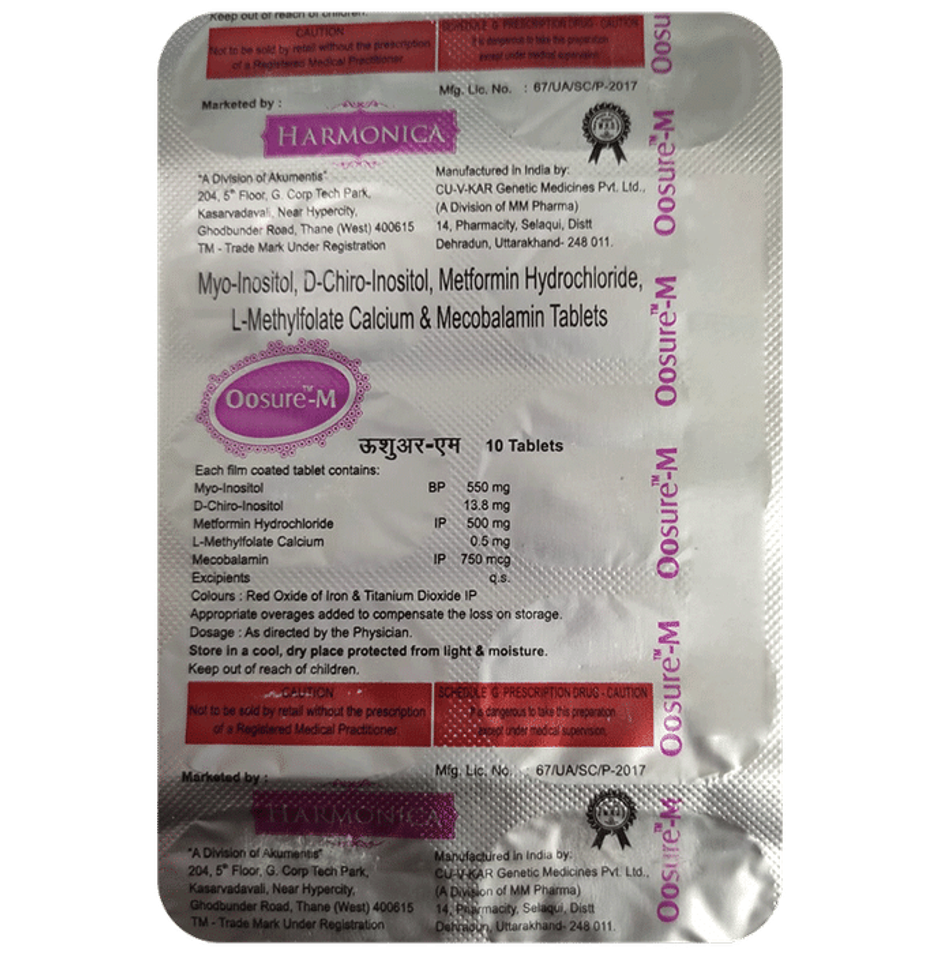 Keep out of reach of children.
CAUTION
Not to be sold by retail without the prescription
of a Registered Medical Practitioner.
SCHEDULE G PRESCRIPTION DRUG - CAUTION
It is dangerous to take this preparation
except under medical supervision.
Mfg. Lic. No. : 67/UA/SC/P-2017
Marketed by :
HARMONICA
"A Division of Akumentis"
204, 5th Floor, G. Corp Tech Park,
Kasarvadavali, Near Hypercity,
Ghodbunder Road, Thane (West) 400615
TM - Trade Mark Under Registration
Manufactured in India by:
CU-V-KAR Genetic Medicines Pvt. Ltd.,
(A Division of MM Pharma)
14, Pharmacity, Selaqui, Distt
Dehradun, Uttarakhand- 248 011.
Myo-Inositol, D-Chiro-Inositol, Metformin Hydrochloride,
L-Methylfolate Calcium & Mecobalamin Tablets
Oosure™-M
ऊशुअर-एम 10 Tablets
Each film coated tablet contains:
Myo-Inositol BP 550 mg
D-Chiro-Inositol 13.8 mg
Metformin Hydrochloride IP 500 mg
L-Methylfolate Calcium 0.5 mg
Mecobalamin IP 750 mcg
Excipients q.s.
Colours : Red Oxide of Iron & Titanium Dioxide IP
Appropriate overages added to compensate the loss on storage.
Dosage : As directed by the Physician.
Store in a cool, dry place protected from light & moisture.
Keep out of reach of children.
CAUTION
Not to be sold by retail without the prescription
of a Registered Medical Practitioner.
SCHEDULE G PRESCRIPTION DRUG - CAUTION
It is dangerous to take this preparation
except under medical supervision.
Marketed by :
Mfg. Lic. No. : 67/UA/SC/P-2017
HARMONICA
"A Division of Akumentis"
204, 5th Floor, G. Corp Tech Park,
Kasarvadavali, Near Hypercity,
Ghodbunder Road, Thane (West) 400615
TM - Trade Mark Under Registration
Manufactured in India by:
CU-V-KAR Genetic Medicines Pvt. Ltd.,
(A Division of MM Pharma)
14, Pharmacity, Selaqui, Distt
Dehradun, Uttarakhand- 248 011.
Oosu
Oosure™-M
Oosure™-M
Oosure™-M
Oosure™-M
Oosure™-M